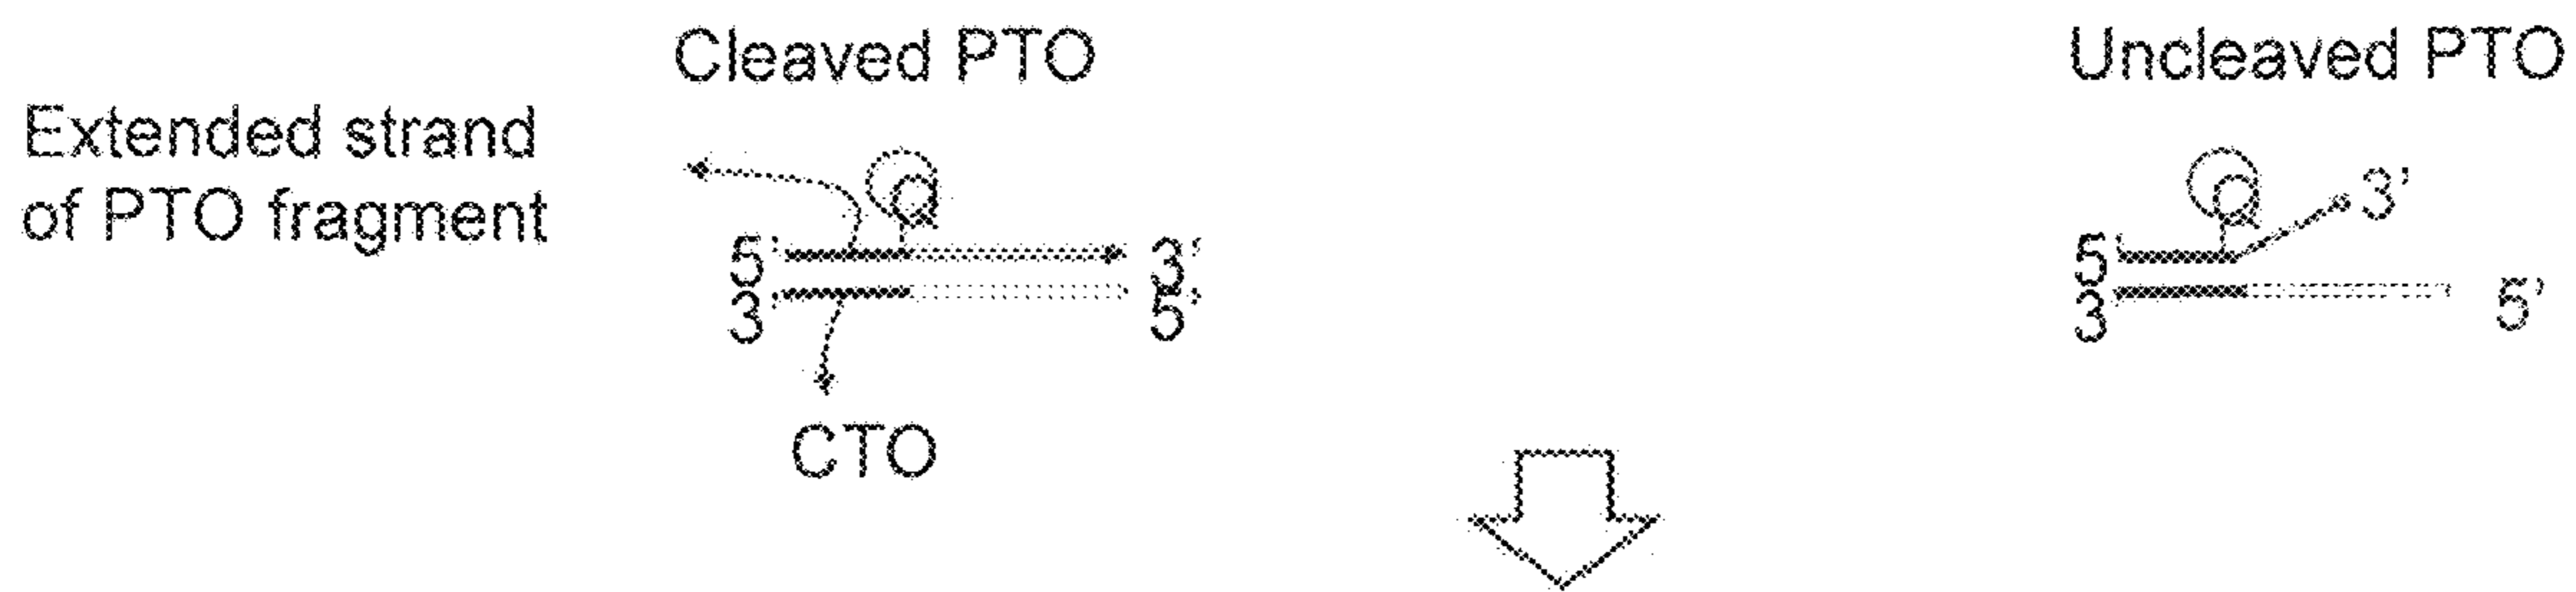 Cleaved PTO
Uncleaved PTO
Extended strand
of PTO fragment
Q
Q
3'
5' 3'
3' 5'
5
3 5'
CTO